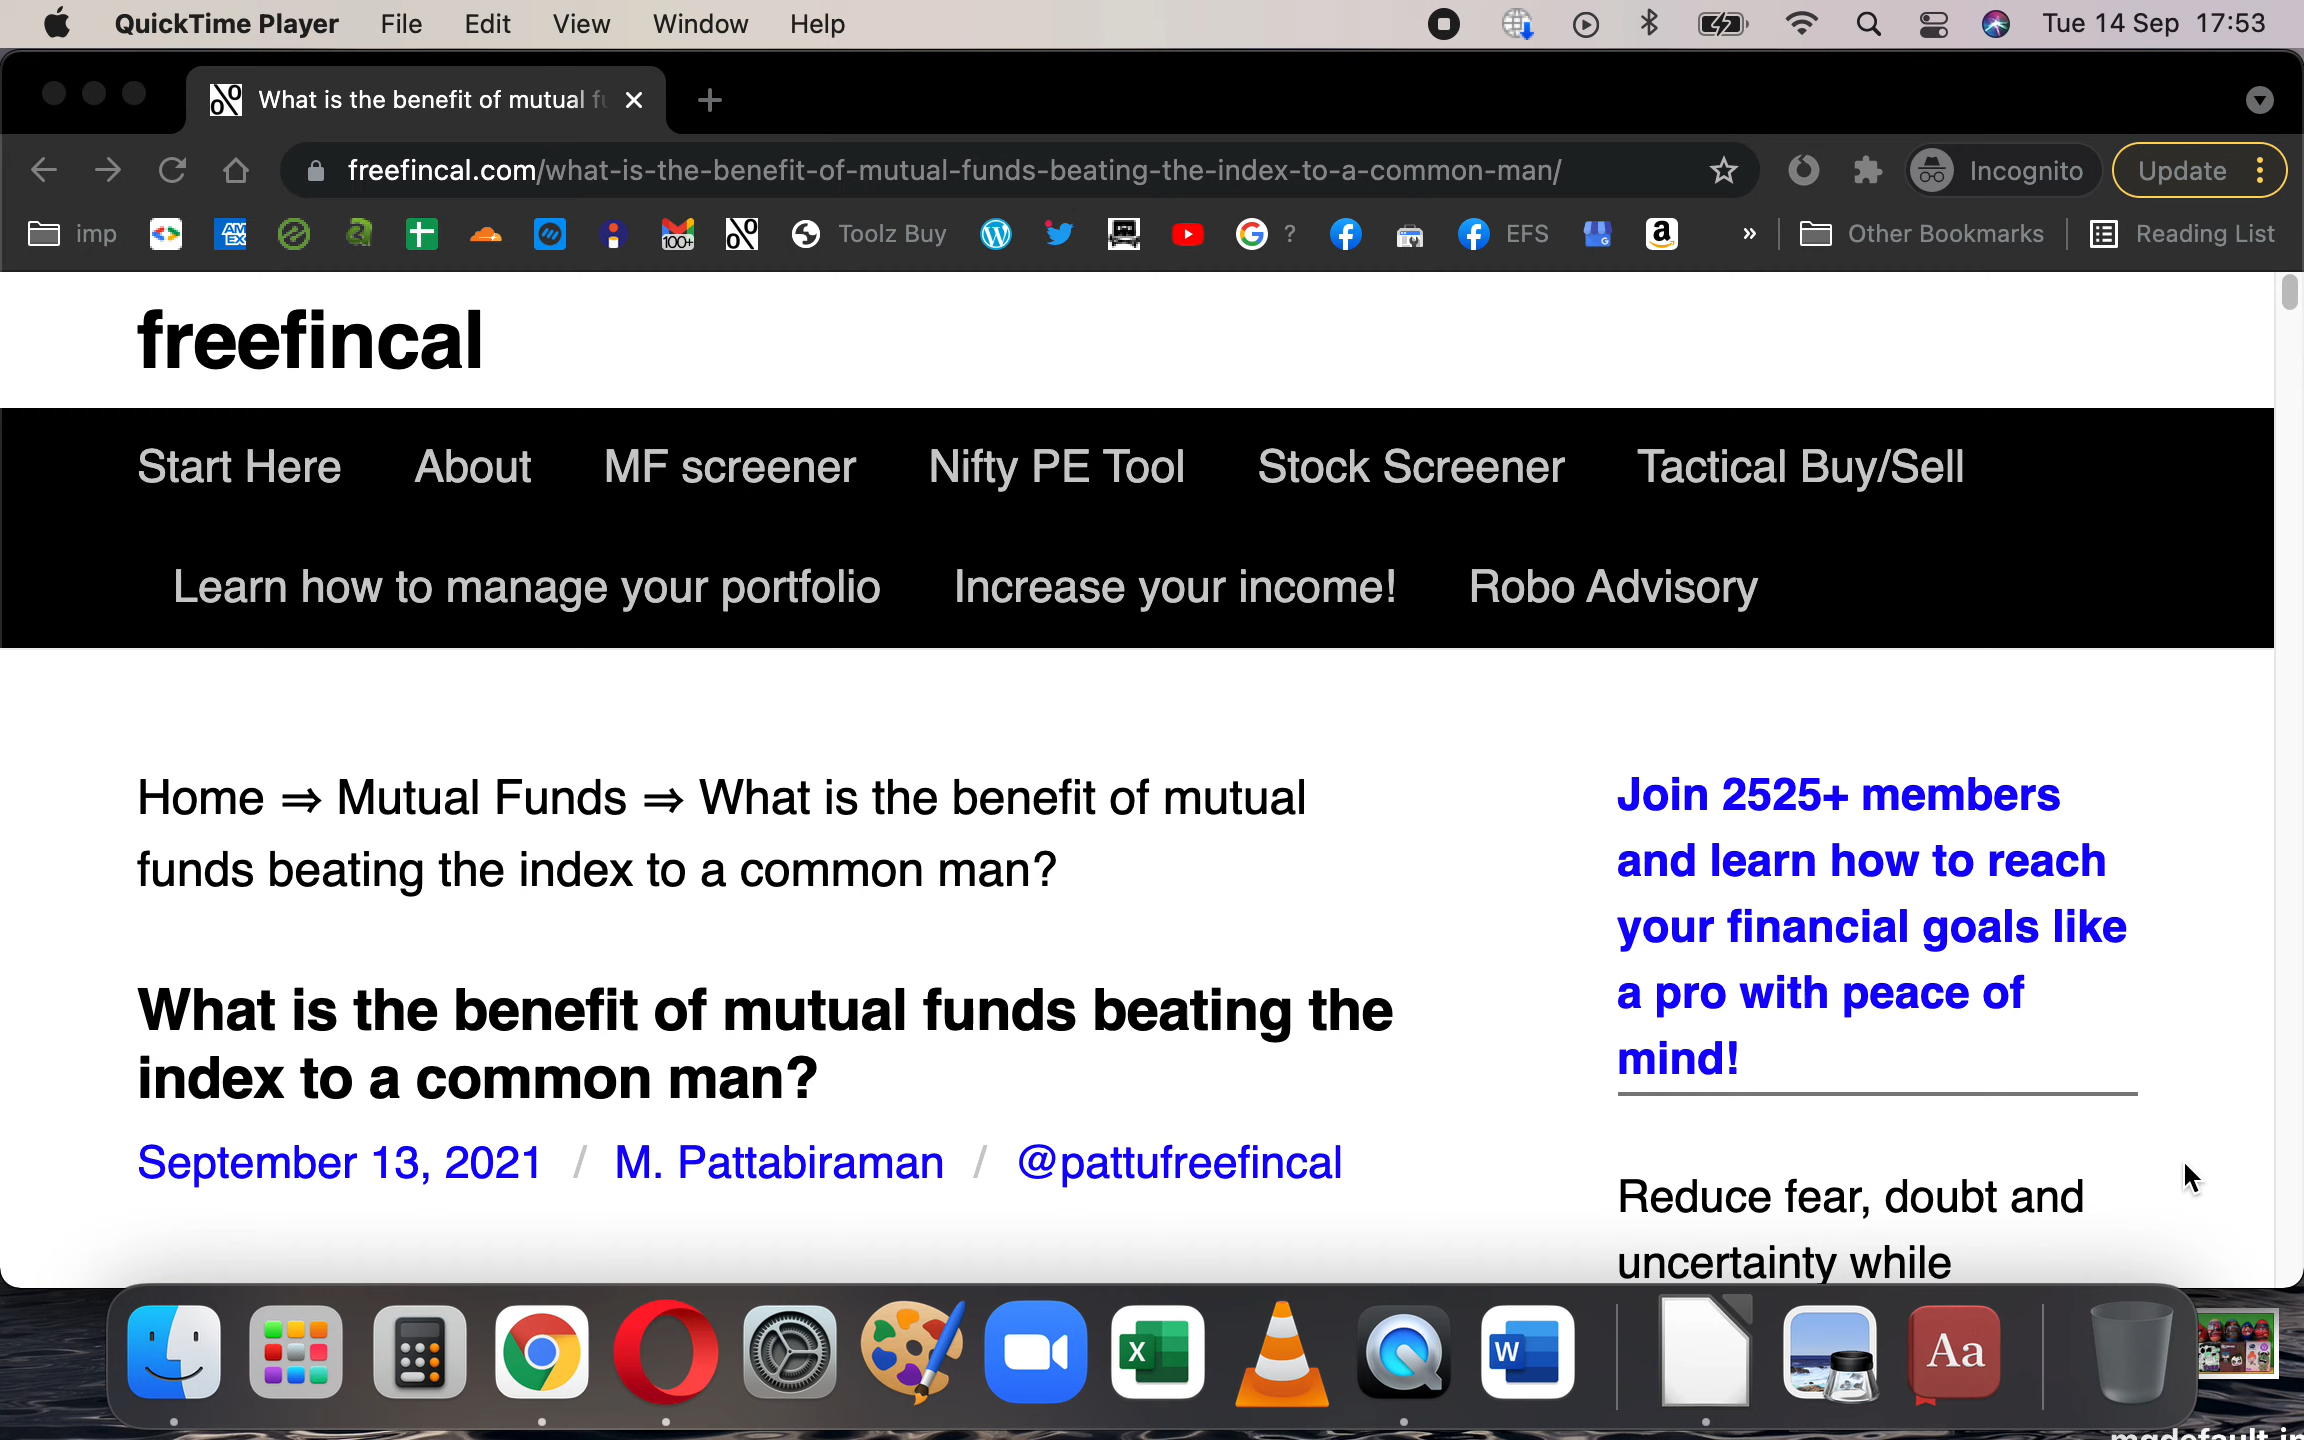 QuickTime Player File Edit View Window Help Tue 14 Sep 17:53
What is the benefit of mutual
freefincal.com/what-is-the-benefit-of-mutual-funds-beating-the-index-to-a-common-man/ Incognito Update
imp AM EX 100+ Toolz Buy ? EFS » Other Bookmarks Reading List
freefincal
Start Here About MF screener Nifty PE Tool Stock Screener Tactical Buy/Sell
Learn how to manage your portfolio Increase your income! Robo Advisory
Home ⇒ Mutual Funds ⇒ What is the benefit of mutual
funds beating the index to a common man?
What is the benefit of mutual funds beating the
index to a common man?
September 13, 2021 / M. Pattabiraman / @pattufreefincal
Join 2525+ members
and learn how to reach
your financial goals like
a pro with peace of
mind!
Reduce fear, doubt and
uncertainty while
X W Aa